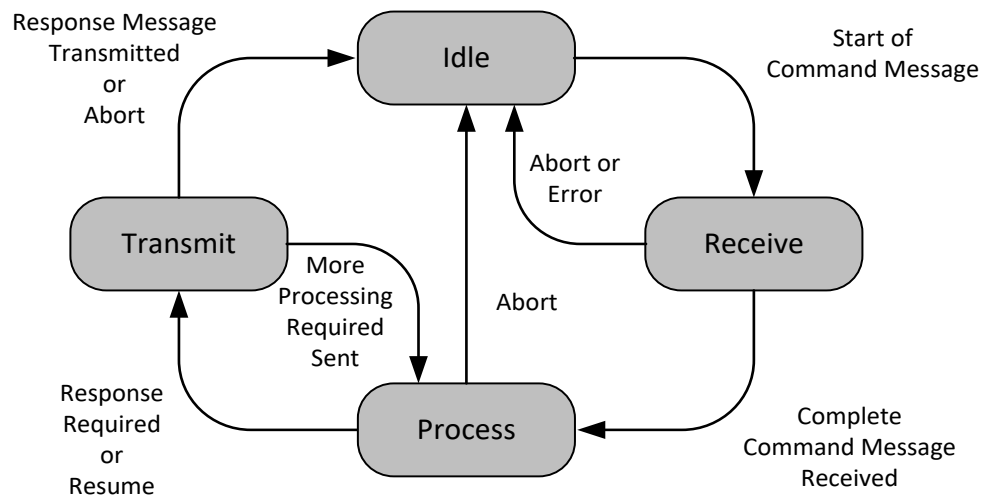 Response Message
Transmitted
or
Abort
Idle
Start of
Command Message
Abort or
Error
Transmit
Receive
More
Processing
Required
Sent
Abort
Response
Required
or
Resume
Process
Complete
Command Message
Received